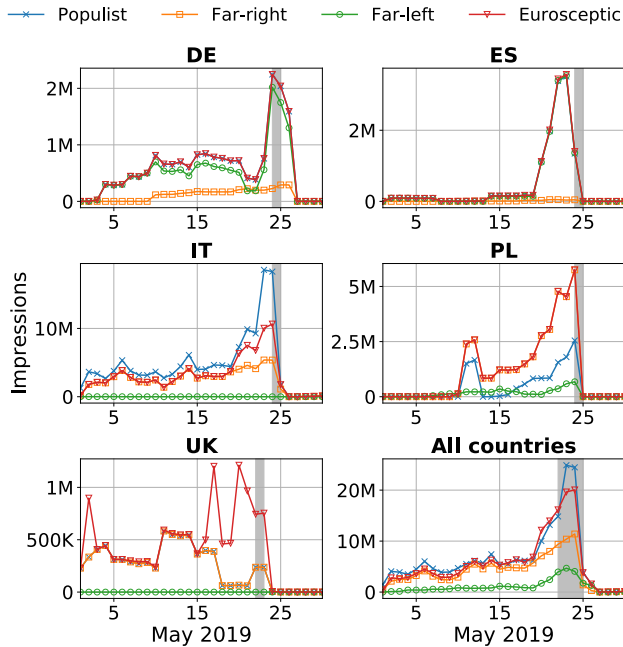 Populist Far-right Far-left Eurosceptic
DE ES
2M
1M
0
2M
0
5 15 25 5 15 25
IT PL
Impressions
10M
0
5M
2.5M
0
5 15 25 5 15 25
UK All countries
1M
500K
0
20M
10M
0
5 15 25 5 15 25
May 2019 May 2019